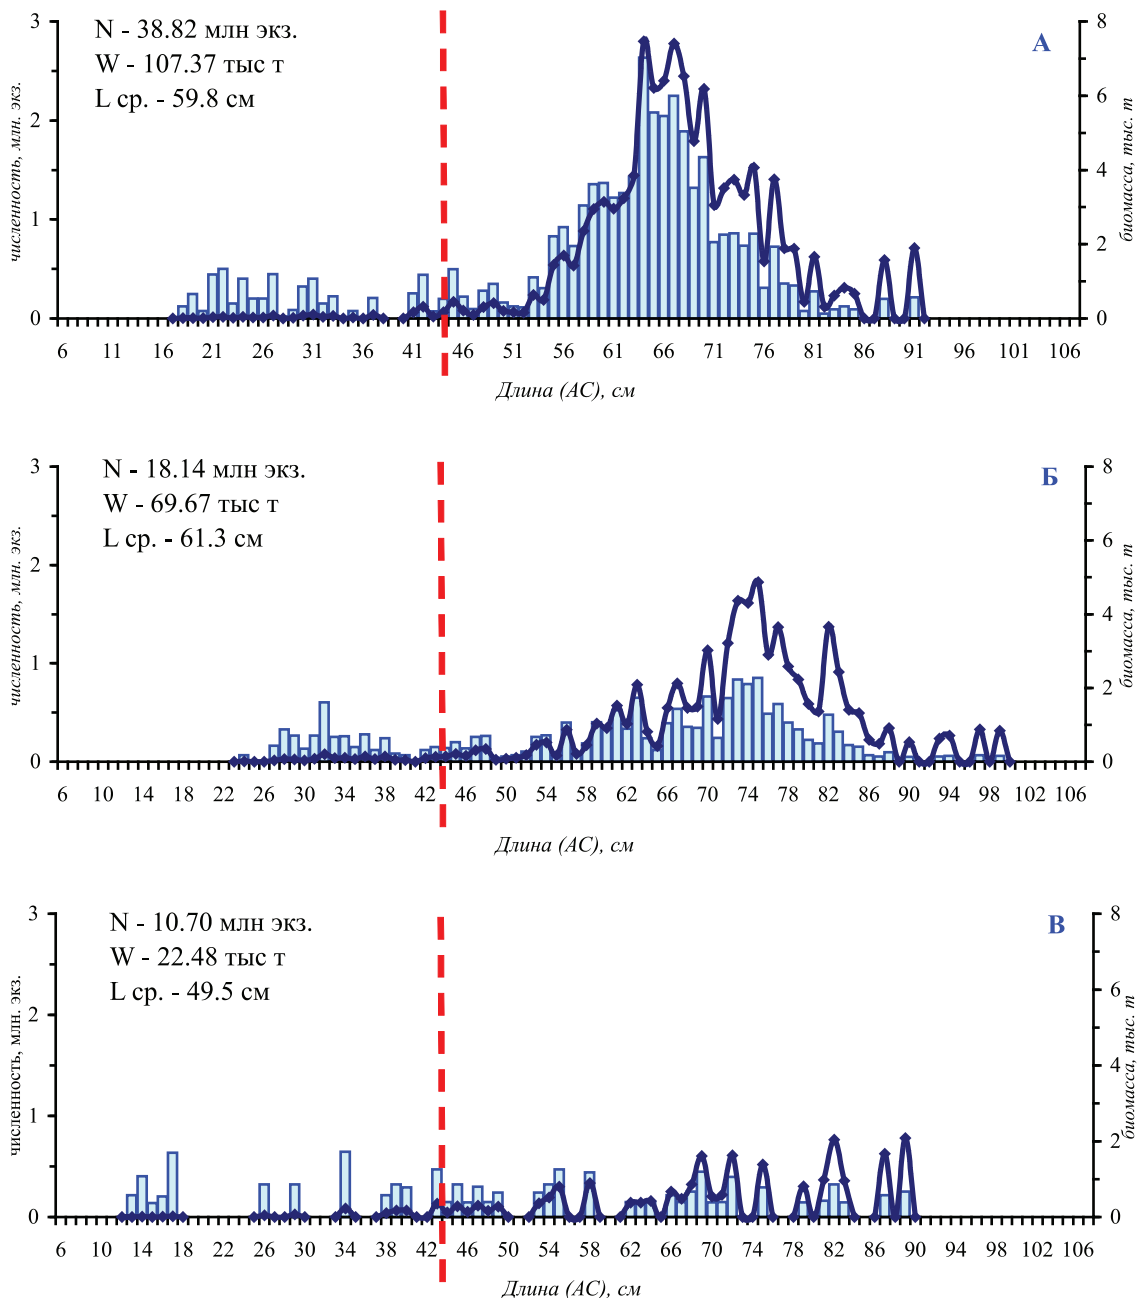 N - 38.82 млн экз.
W - 107.37 тыс т
L ср. - 59.8 см
А
численность, млн. экз.
биомасса, тыс. т
3
2
1
0
8
6
4
2
0
6 11 16 21 26 31 36 41 46 51 56 61 66 71 76 81 86 91 96 101 106
Длина (АС), см
N - 18.14 млн экз.
W - 69.67 тыс т
L ср. - 61.3 см
Б
численность, млн. экз.
биомасса, тыс. т
3
2
1
0
8
6
4
2
0
6 10 14 18 22 26 30 34 38 42 46 50 54 58 62 66 70 74 78 82 86 90 94 98 102 106
Длина (АС), см
N - 10.70 млн экз.
W - 22.48 тыс т
L ср. - 49.5 см
В
численность, млн. экз.
биомасса, тыс. т
3
2
1
0
8
6
4
2
0
6 10 14 18 22 26 30 34 38 42 46 50 54 58 62 66 70 74 78 82 86 90 94 98 102 106
Длина (АС), см